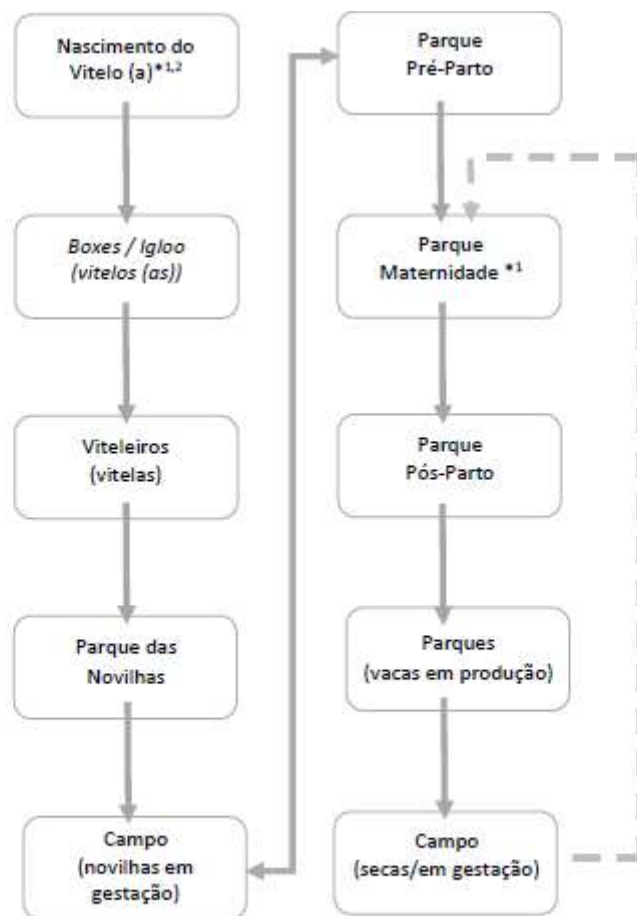 Nascimento do
Vitelo (a)*1,2
Boxes / Igloo
(vitelos (as))
Viteleiros
(vitelas)
Parque das
Novilhas
Campo
(novilhas em
gestação)
Parque
Pré-Parto
Parque
Maternidade *1
Parque
Pós-Parto
Parques
(vacas em produção)
Campo
(secas/em gestação)